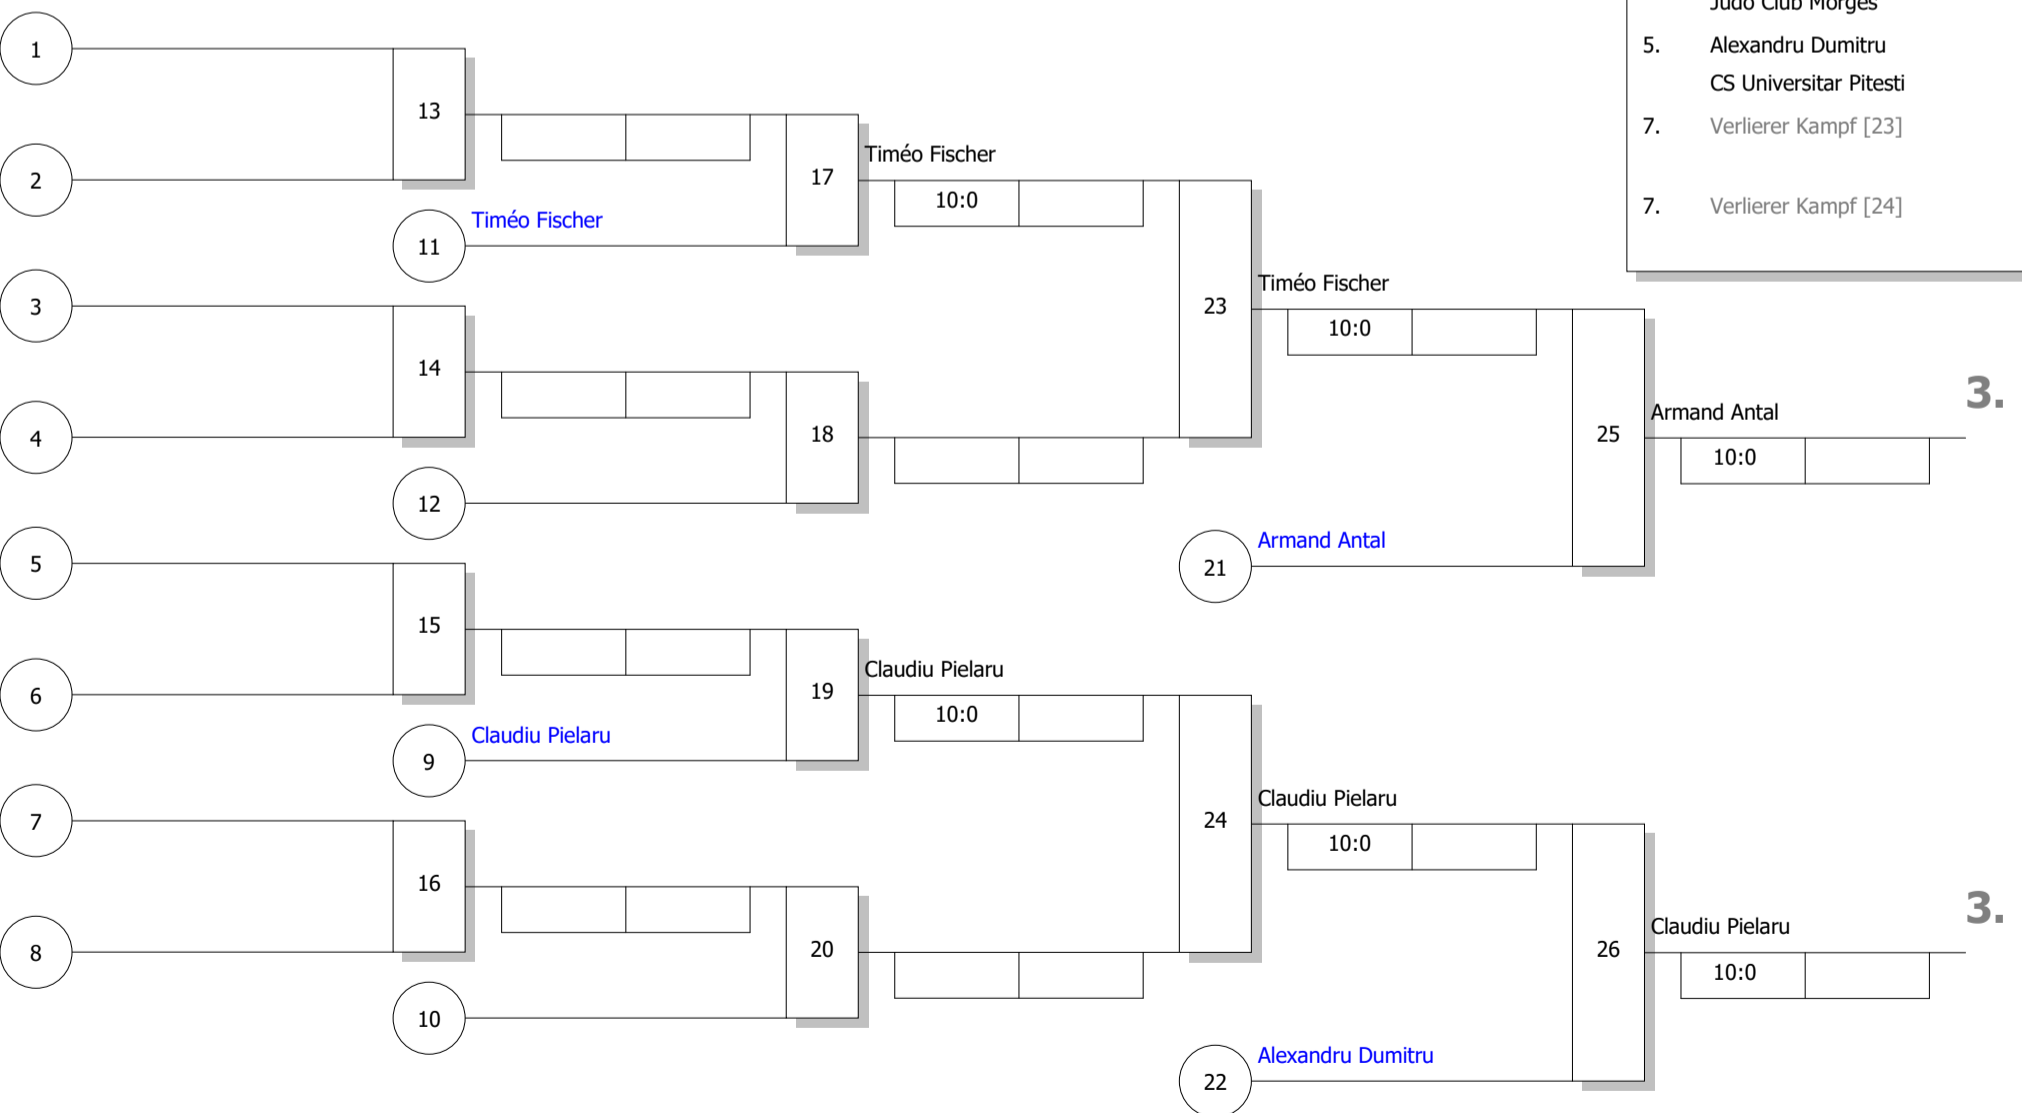 Judo Club Morges
5. Alexandru Dumitru
CS Universitar Pitesti
7. Verlierer Kampf [23]
7. Verlierer Kampf [24]
1
13
2
Timéo Fischer
17
10:0
11 Timéo Fischer
3
Timéo Fischer
23
10:0
14
4
18
12
Armand Antal
3.
25
10:0
21 Armand Antal
5
15
6
Claudiu Pielaru
19
10:0
9 Claudiu Pielaru
7
Claudiu Pielaru
24
10:0
16
8
20
10
Claudiu Pielaru
3.
26
10:0
22 Alexandru Dumitru